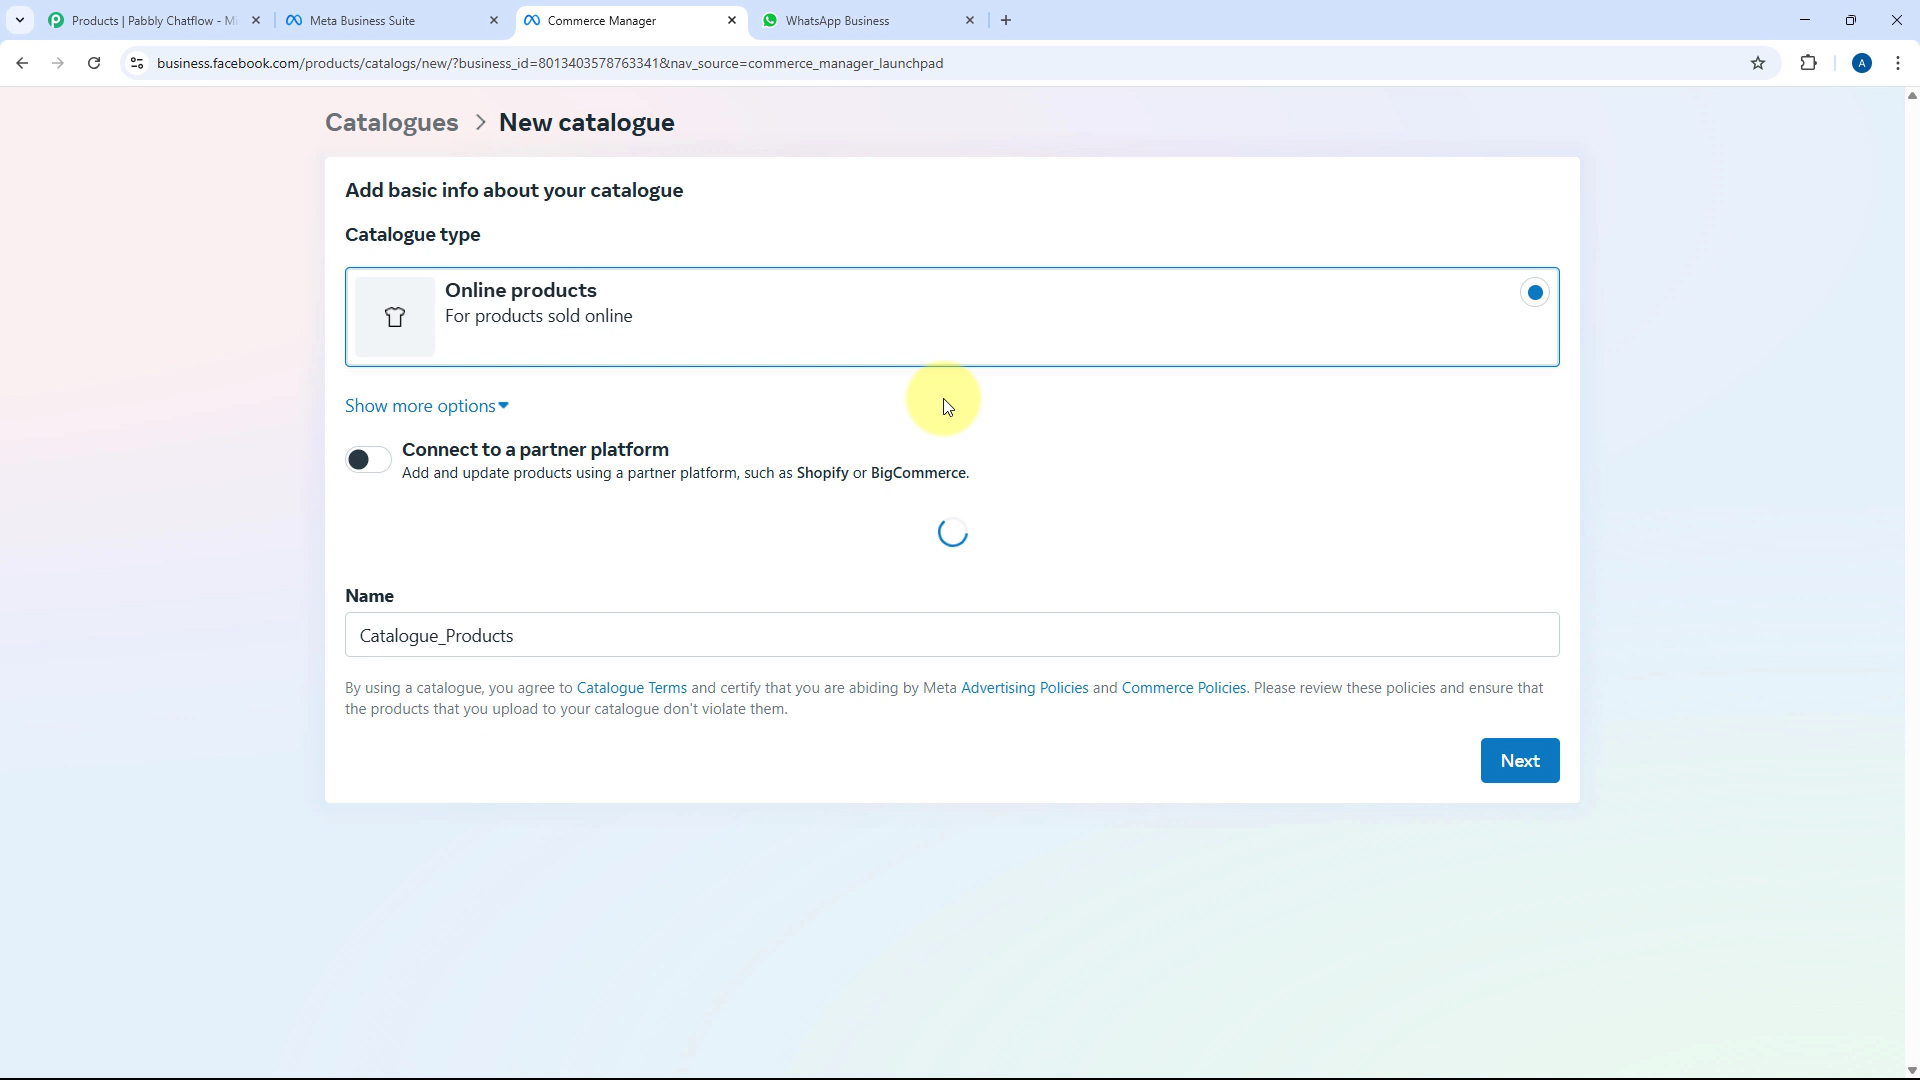 Products | Pabbly Chatflow - Mi
Meta Business Suite
Commerce Manager
WhatsApp Business
business.facebook.com/products/catalogs/new/?business_id=8013403578763341&nav_source=commerce_manager_launchpad
A
Catalogues > New catalogue
Add basic info about your catalogue
Catalogue type
Online products
For products sold online
Show more options
Connect to a partner platform
Add and update products using a partner platform, such as Shopify or BigCommerce.
Name
Catalogue_Products
By using a catalogue, you agree to Catalogue Terms and certify that you are abiding by Meta Advertising Policies and Commerce Policies. Please review these policies and ensure that
the products that you upload to your catalogue don't violate them.
Next